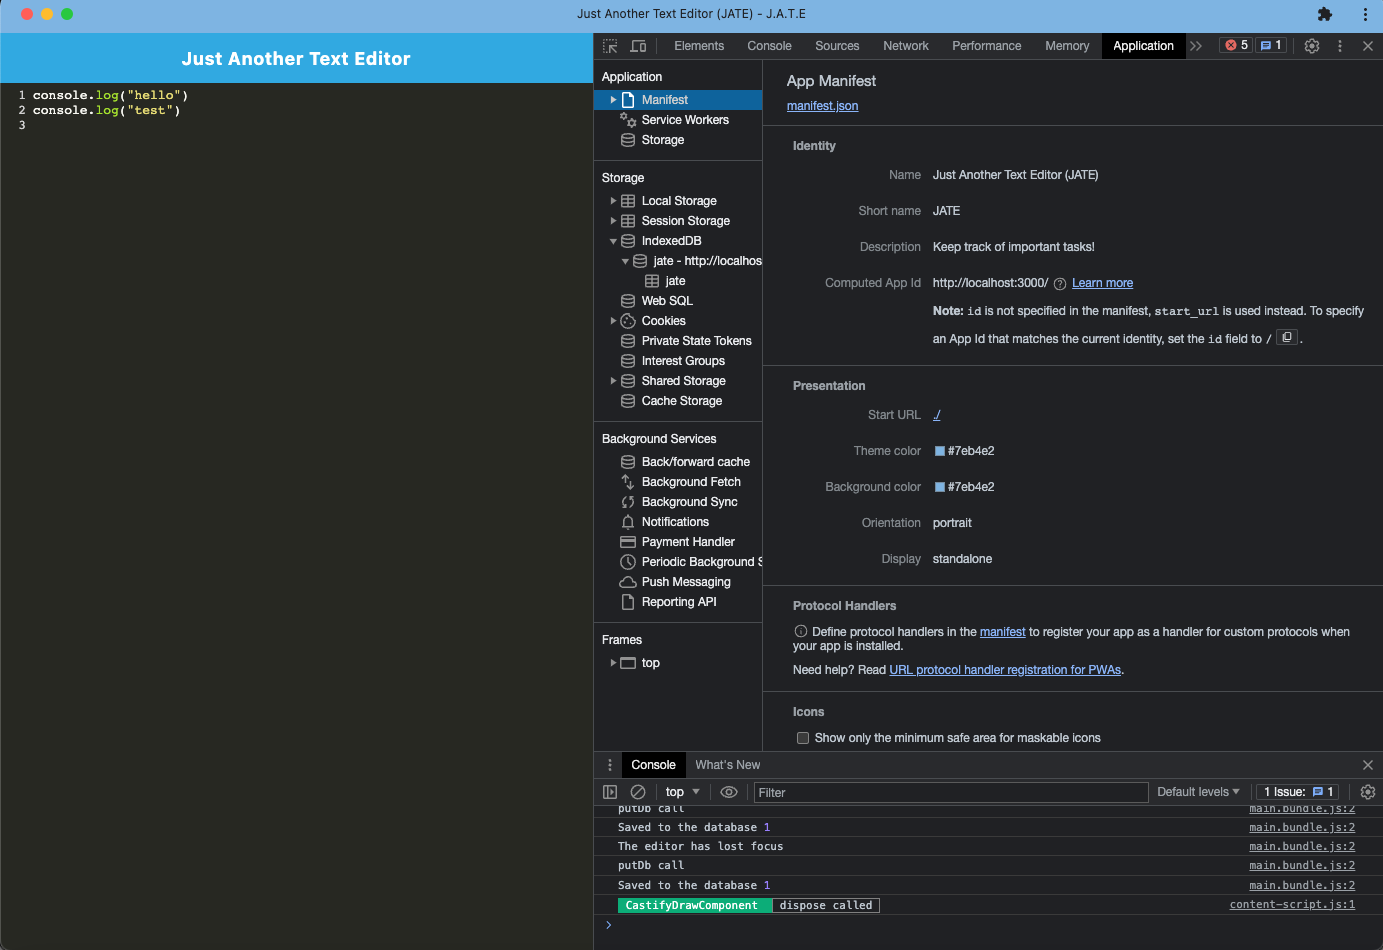 Just Another Text Editor (JATE) - J.A.T.E
Just Another Text Editor
1 console.log("hello")
2 console.log("test")
3
Elements Console Sources Network Performance Memory Application 5 1
Application
Manifest
Service Workers
Storage
Storage
Local Storage
Session Storage
IndexedDB
jate - http://localhos
jate
Web SQL
Cookies
Private State Tokens
Interest Groups
Shared Storage
Cache Storage
Background Services
Back/forward cache
Background Fetch
Background Sync
Notifications
Payment Handler
Periodic Background S
Push Messaging
Reporting API
Frames
top
App Manifest
manifest.json
Identity
Name Just Another Text Editor (JATE)
Short name JATE
Description Keep track of important tasks!
Computed App Id http://localhost:3000/ Learn more
Note: id is not specified in the manifest, start_url is used instead. To specify
an App Id that matches the current identity, set the id field to / .
Presentation
Start URL ./
Theme color #7eb4e2
Background color #7eb4e2
Orientation portrait
Display standalone
Protocol Handlers
Define protocol handlers in the manifest to register your app as a handler for custom protocols when
your app is installed.
Need help? Read URL protocol handler registration for PWAs.
Icons
Show only the minimum safe area for maskable icons
Console What's New
top Filter Default levels 1 Issue: 1
putDb call main.bundle.js:2
Saved to the database 1 main.bundle.js:2
The editor has lost focus main.bundle.js:2
putDb call main.bundle.js:2
Saved to the database 1 main.bundle.js:2
CastifyDrawComponent dispose called content-script.js:1